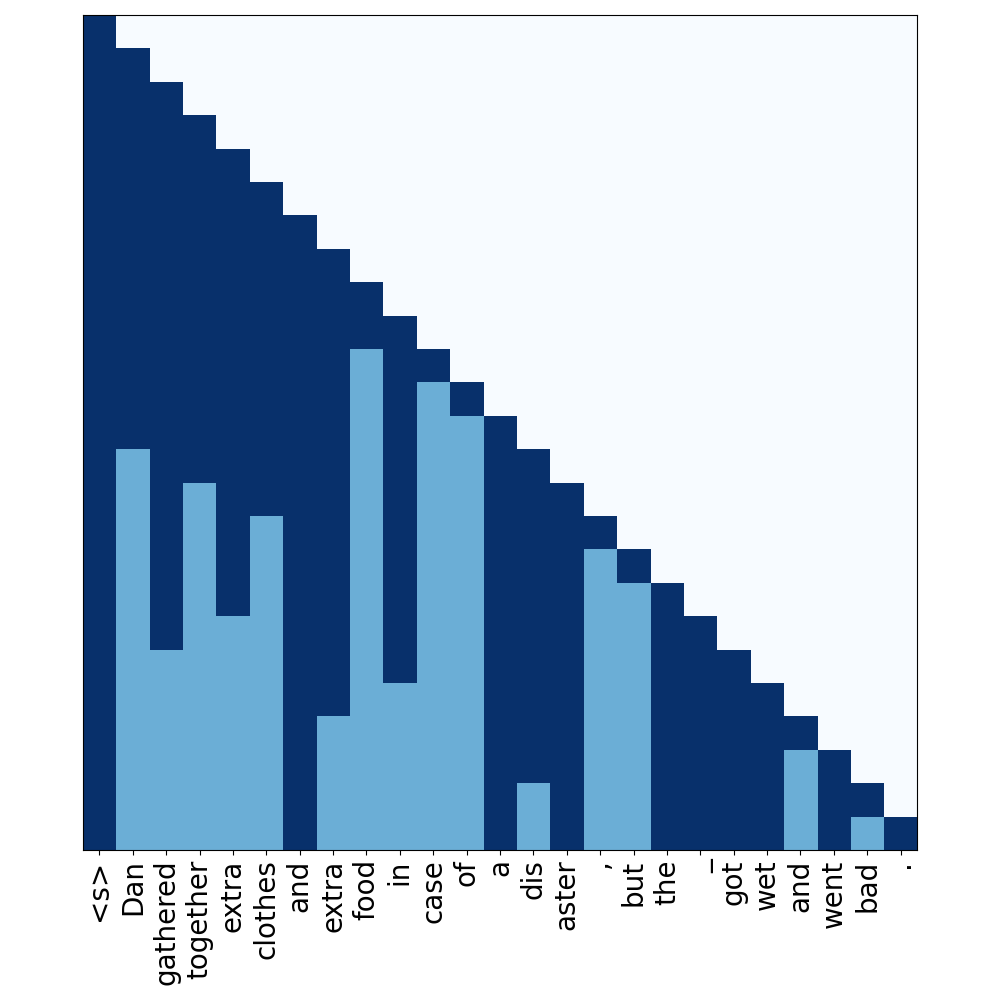 <s> Dan gathered together extra clothes and extra food in case of a dis aster , but the _ got wet and went bad .